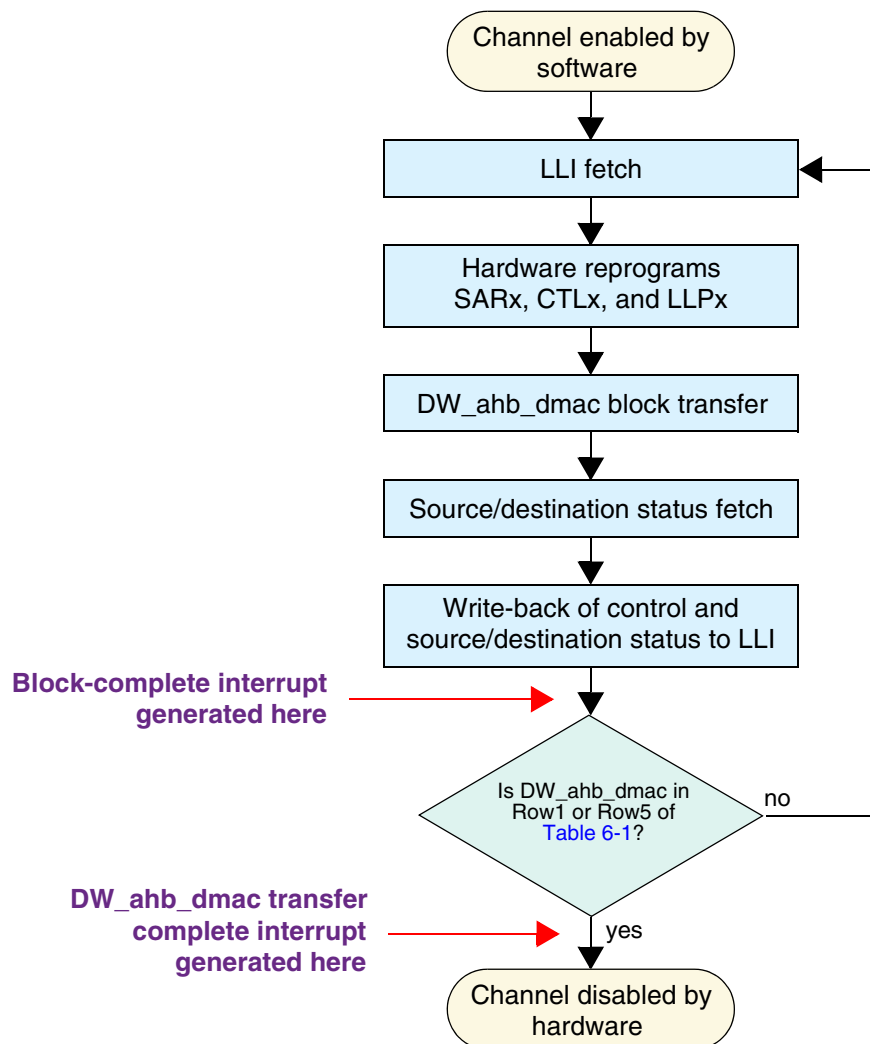 Channel enabled by
software
LLI fetch
Hardware reprograms
SARx, CTLx, and LLPx
DW_ahb_dmac block transfer
Source/destination status fetch
Write-back of control and
source/destination status to LLI
Block-complete interrupt
generated here
Is DW_ahb_dmac in
Row1 or Row5 of
Table 6-1?
no
DW_ahb_dmac transfer
complete interrupt
generated here
yes
Channel disabled by
hardware